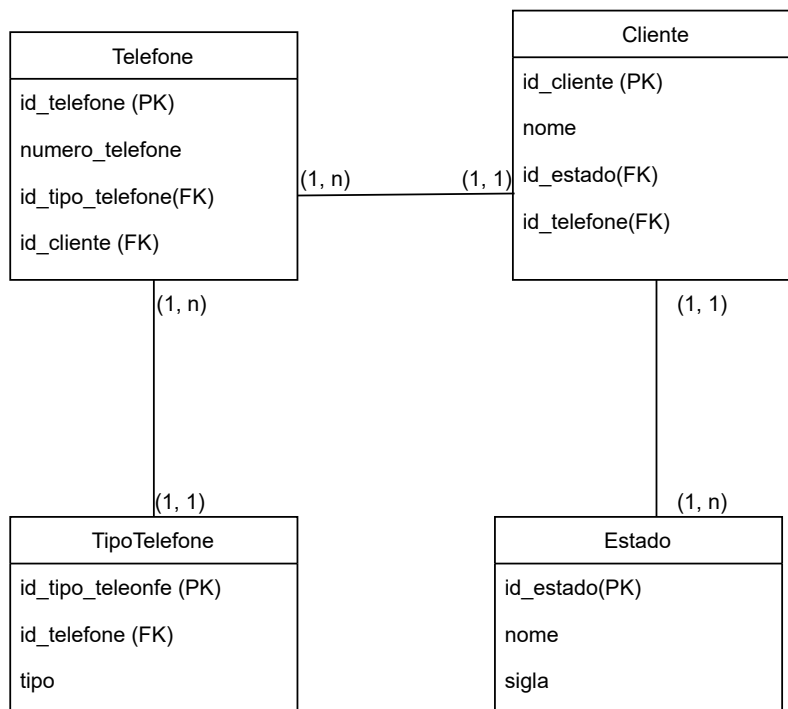 Telefone
id_telefone (PK)
numero_telefone
id_tipo_telefone(FK)
id_cliente (FK)
Cliente
id_cliente (PK)
nome
id_estado(FK)
id_telefone(FK)
(1, n)
(1, 1)
(1, n)
(1, 1)
(1, 1)
(1, n)
TipoTelefone
id_tipo_teleonfe (PK)
id_telefone (FK)
tipo
Estado
id_estado(PK)
nome
sigla